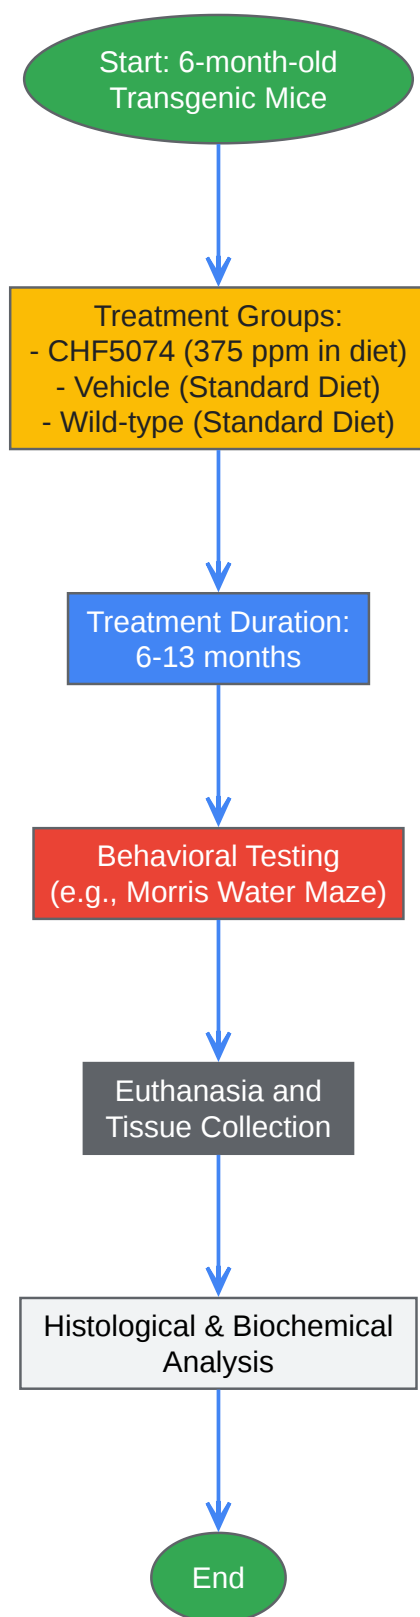 Start: 6-month-old
Transgenic Mice
Treatment Groups:
- CHF5074 (375 ppm in diet)
- Vehicle (Standard Diet)
- Wild-type (Standard Diet)
Treatment Duration:
6-13 months
Behavioral Testing
(e.g., Morris Water Maze)
Euthanasia and
Tissue Collection
Histological & Biochemical
Analysis
End